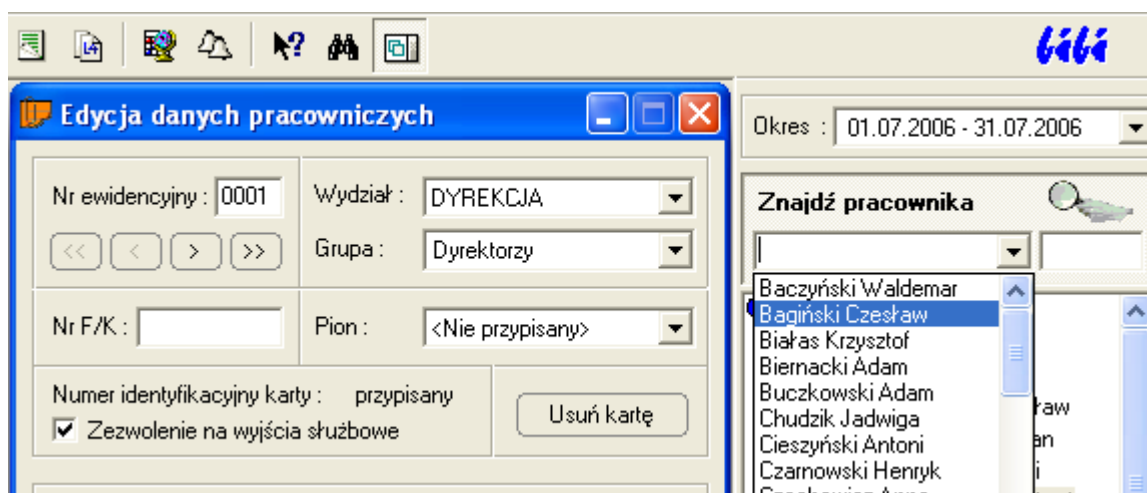 bibi
Edycja danych pracowniczych
Okres : 01.07.2006 - 31.07.2006
Nr ewidencyjny : 0001
Wydział : DYREKCJA
<< < > >>
Grupa : Dyrektorzy
Nr F/K :
Pion : <Nie przypisany>
Numer identyfikacyjny karty : przypisany
Zezwolenie na wyjścia służbowe
Usuń kartę
Znajdź pracownika
Baczyński Waldemar
Bagiński Czesław
Białas Krzysztof
Biernacki Adam
Buczkowski Adam
Chudzik Jadwiga
Cieszyński Antoni
Czarnowski Henryk